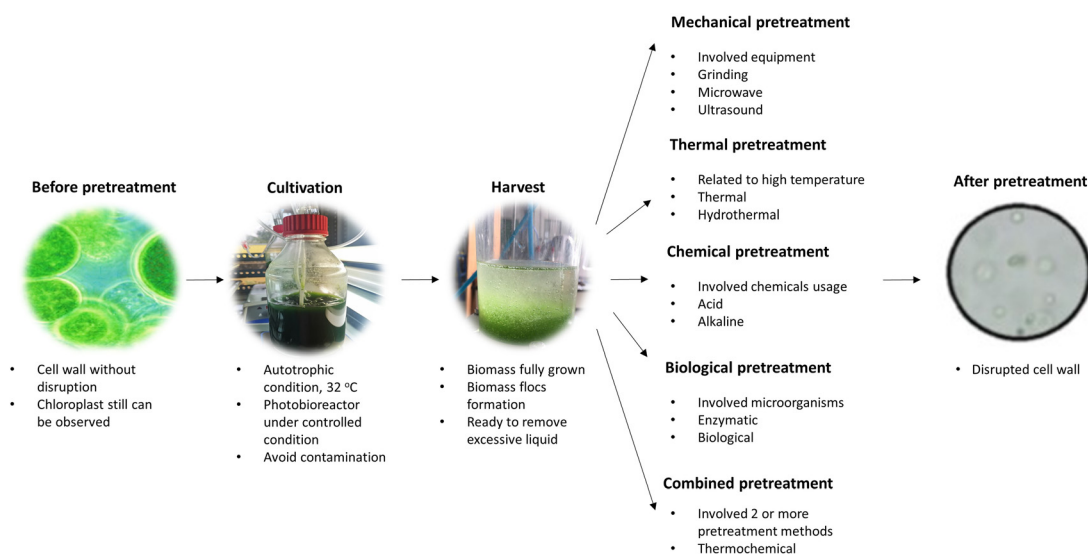 Before pretreatment
• Cell wall without
disruption
• Chloroplast still can
be observed
Cultivation
• Autotrophic
condition, 32 °C
• Photobioreactor
under controlled
condition
• Avoid contamination
Harvest
• Biomass fully grown
• Biomass flocs
formation
• Ready to remove
excessive liquid
Mechanical pretreatment
• Involved equipment
• Grinding
• Microwave
• Ultrasound
Thermal pretreatment
• Related to high temperature
• Thermal
• Hydrothermal
Chemical pretreatment
• Involved chemicals usage
• Acid
• Alkaline
Biological pretreatment
• Involved microorganisms
• Enzymatic
• Biological
Combined pretreatment
• Involved 2 or more
pretreatment methods
• Thermochemical
After pretreatment
• Disrupted cell wall